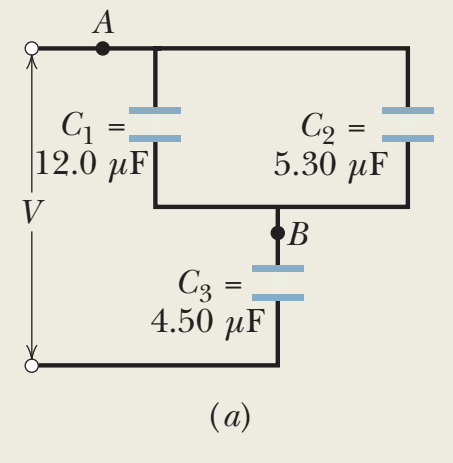 A
C₁ =
12.0 μF
C₂ =
5.30 μF
V
B
C₃ =
4.50 μF
(a)